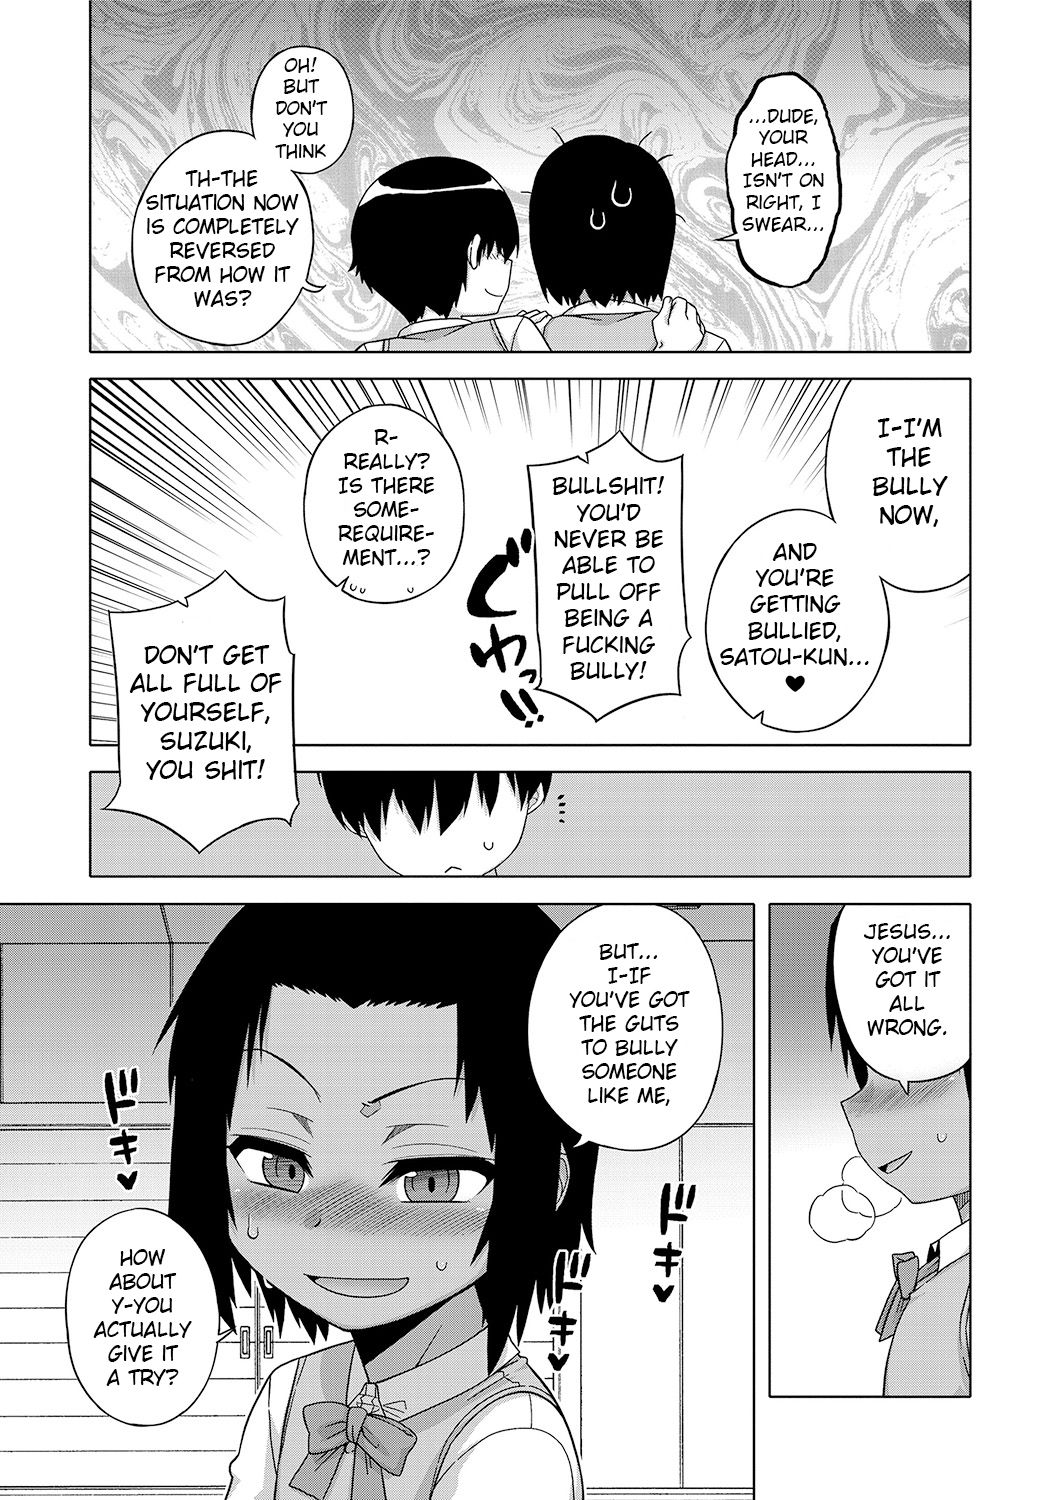 ...DUDE,
YOUR
HEAD...
ISN'T ON
RIGHT, I
SWEAR...
OH!
BUT
DON'T
YOU
THINK
TH-THE
SITUATION NOW
IS COMPLETELY
REVERSED
FROM HOW IT
WAS?
I-I'M
THE
BULLY
NOW,
AND
YOU'RE
GETTING
BULLIED,
SATOU-KUN...
♥
BULLSHIT!
YOU'D
NEVER BE
ABLE TO
PULL OFF
BEING A
FUCKING
BULLY!
ぐわっ!!
R-
REALLY?
IS THERE
SOME-
REQUIRE-
MENT...?
DON'T GET
ALL FULL OF
YOURSELF,
SUZUKI,
YOU SHIT!
JESUS...
YOU'VE
GOT IT
ALL
WRONG.
BUT...
I-IF
YOU'VE GOT
THE GUTS
TO BULLY
SOMEONE
LIKE ME,
ドキ♥
ドキ♥
ドキ♥
HOW
ABOUT
Y-YOU
ACTUALLY
GIVE IT
A TRY?